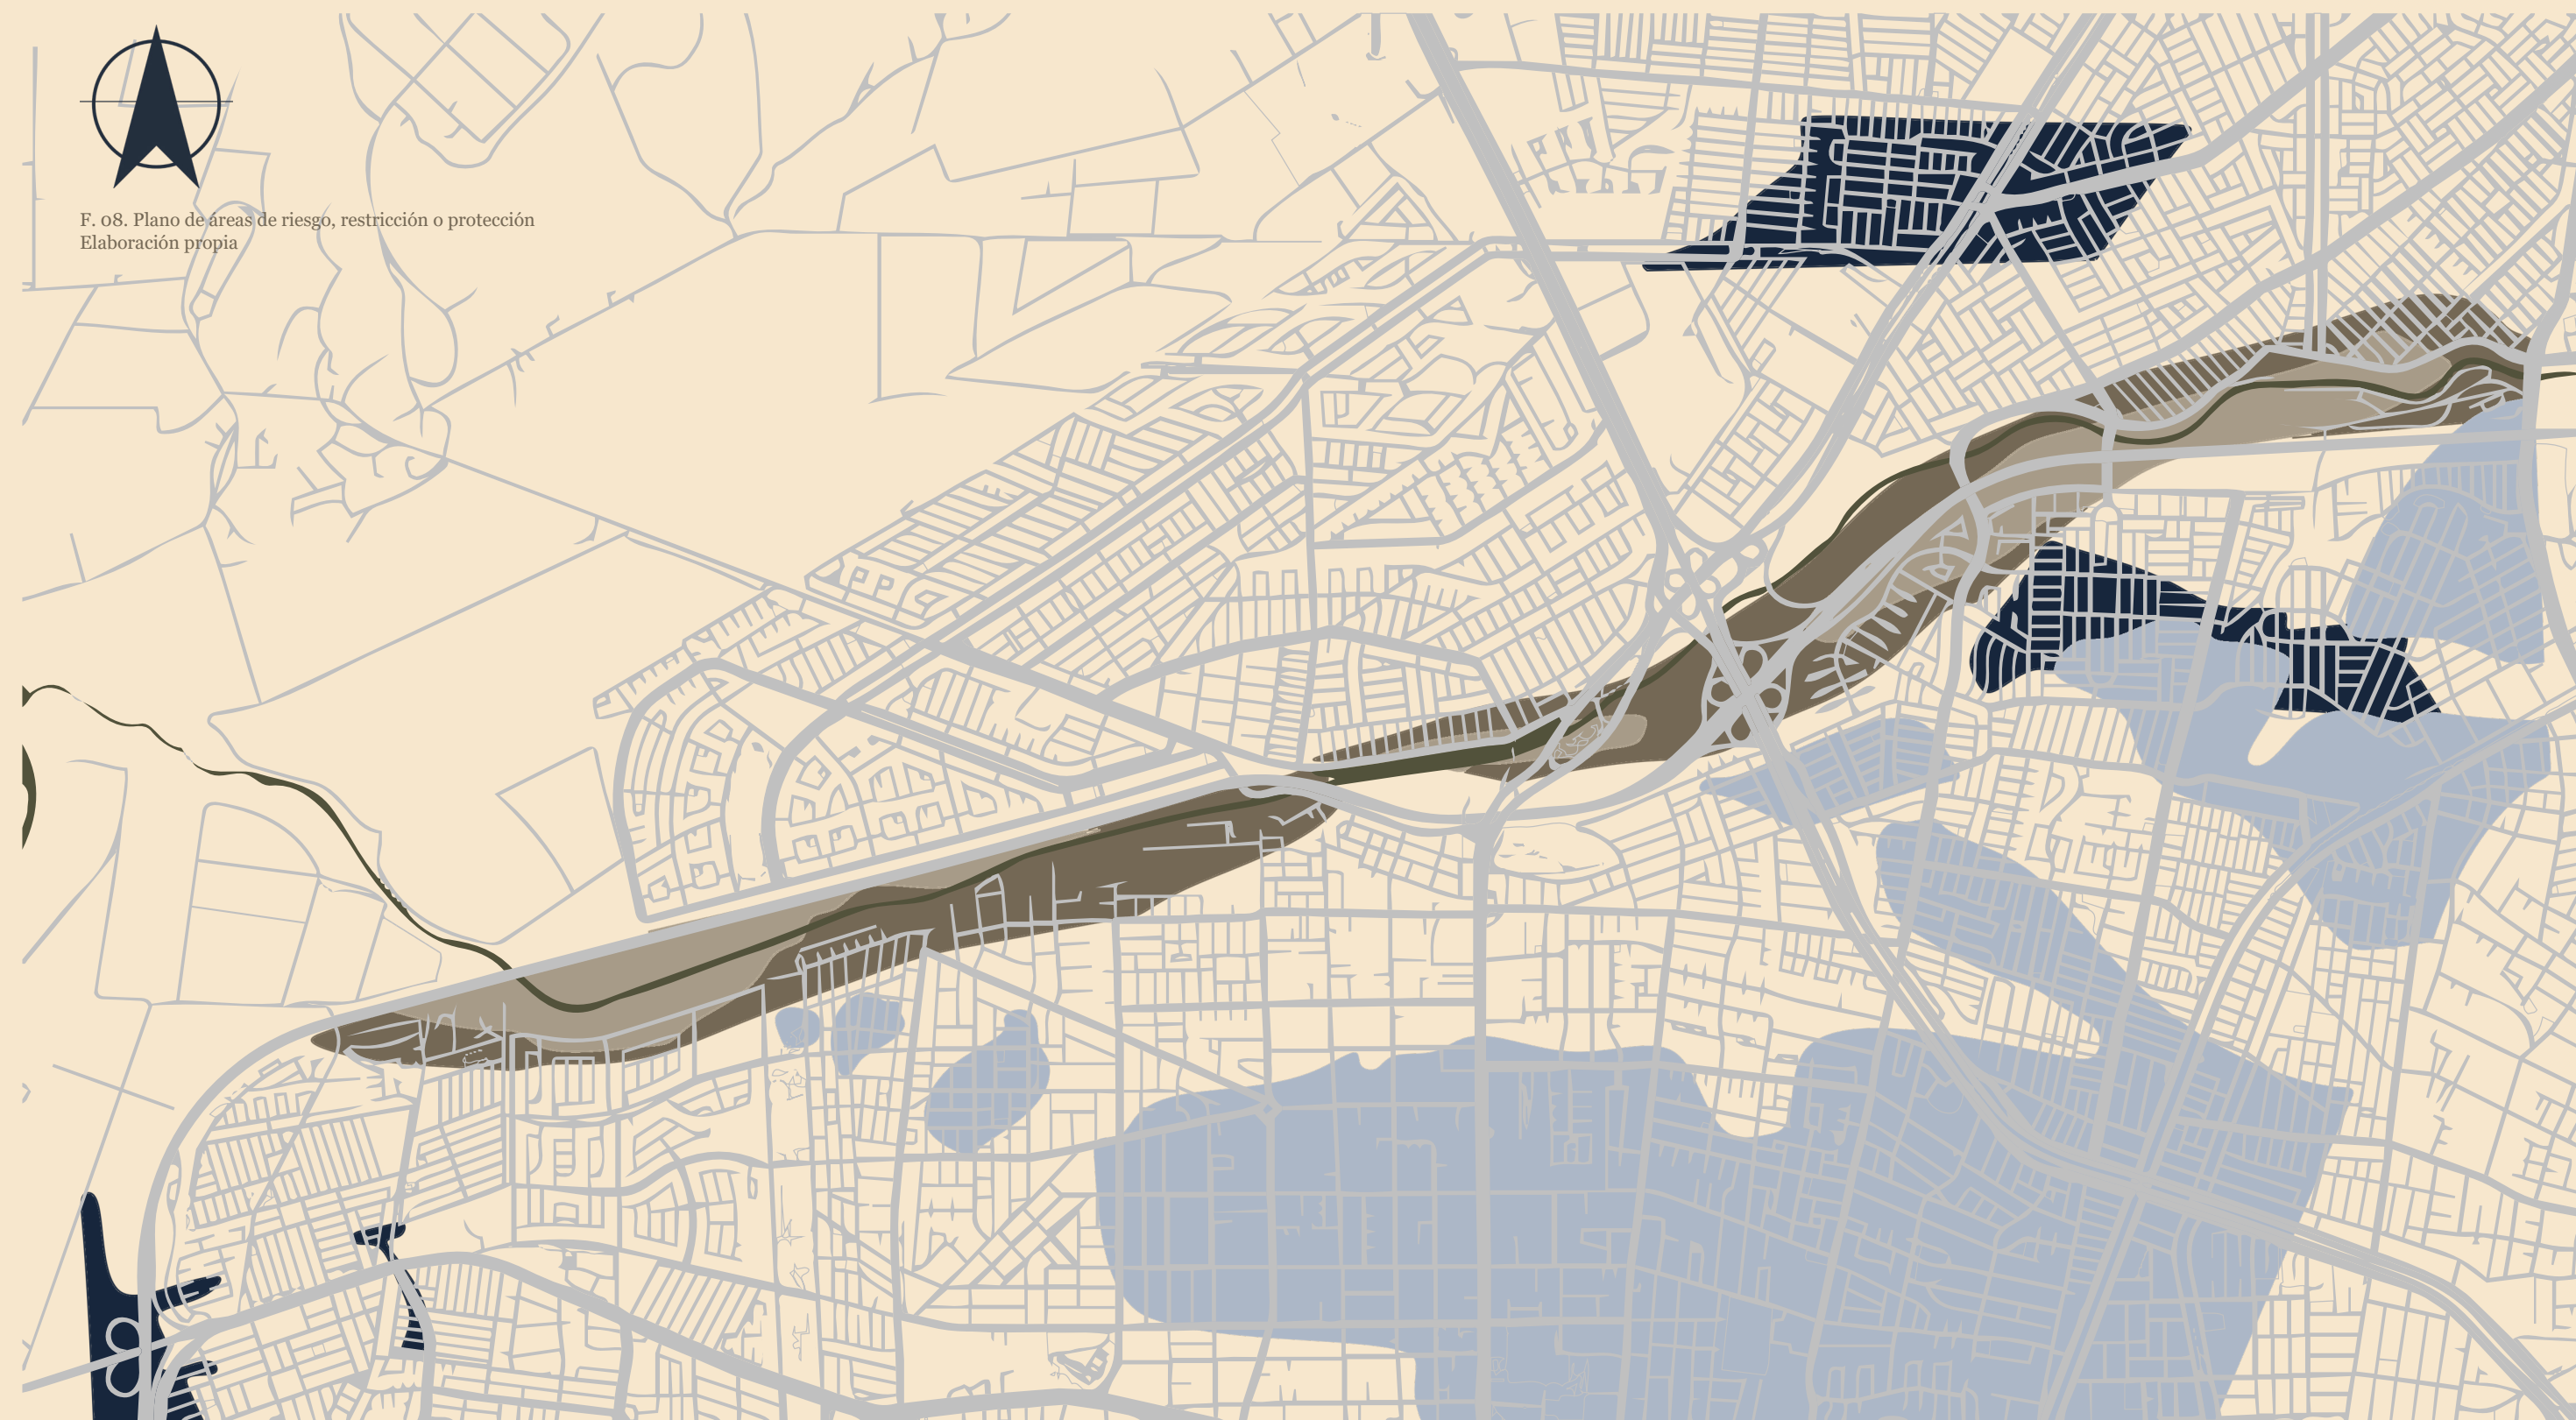 F. 08. Plano de áreas de riesgo, restricción o protección
Elaboración propia